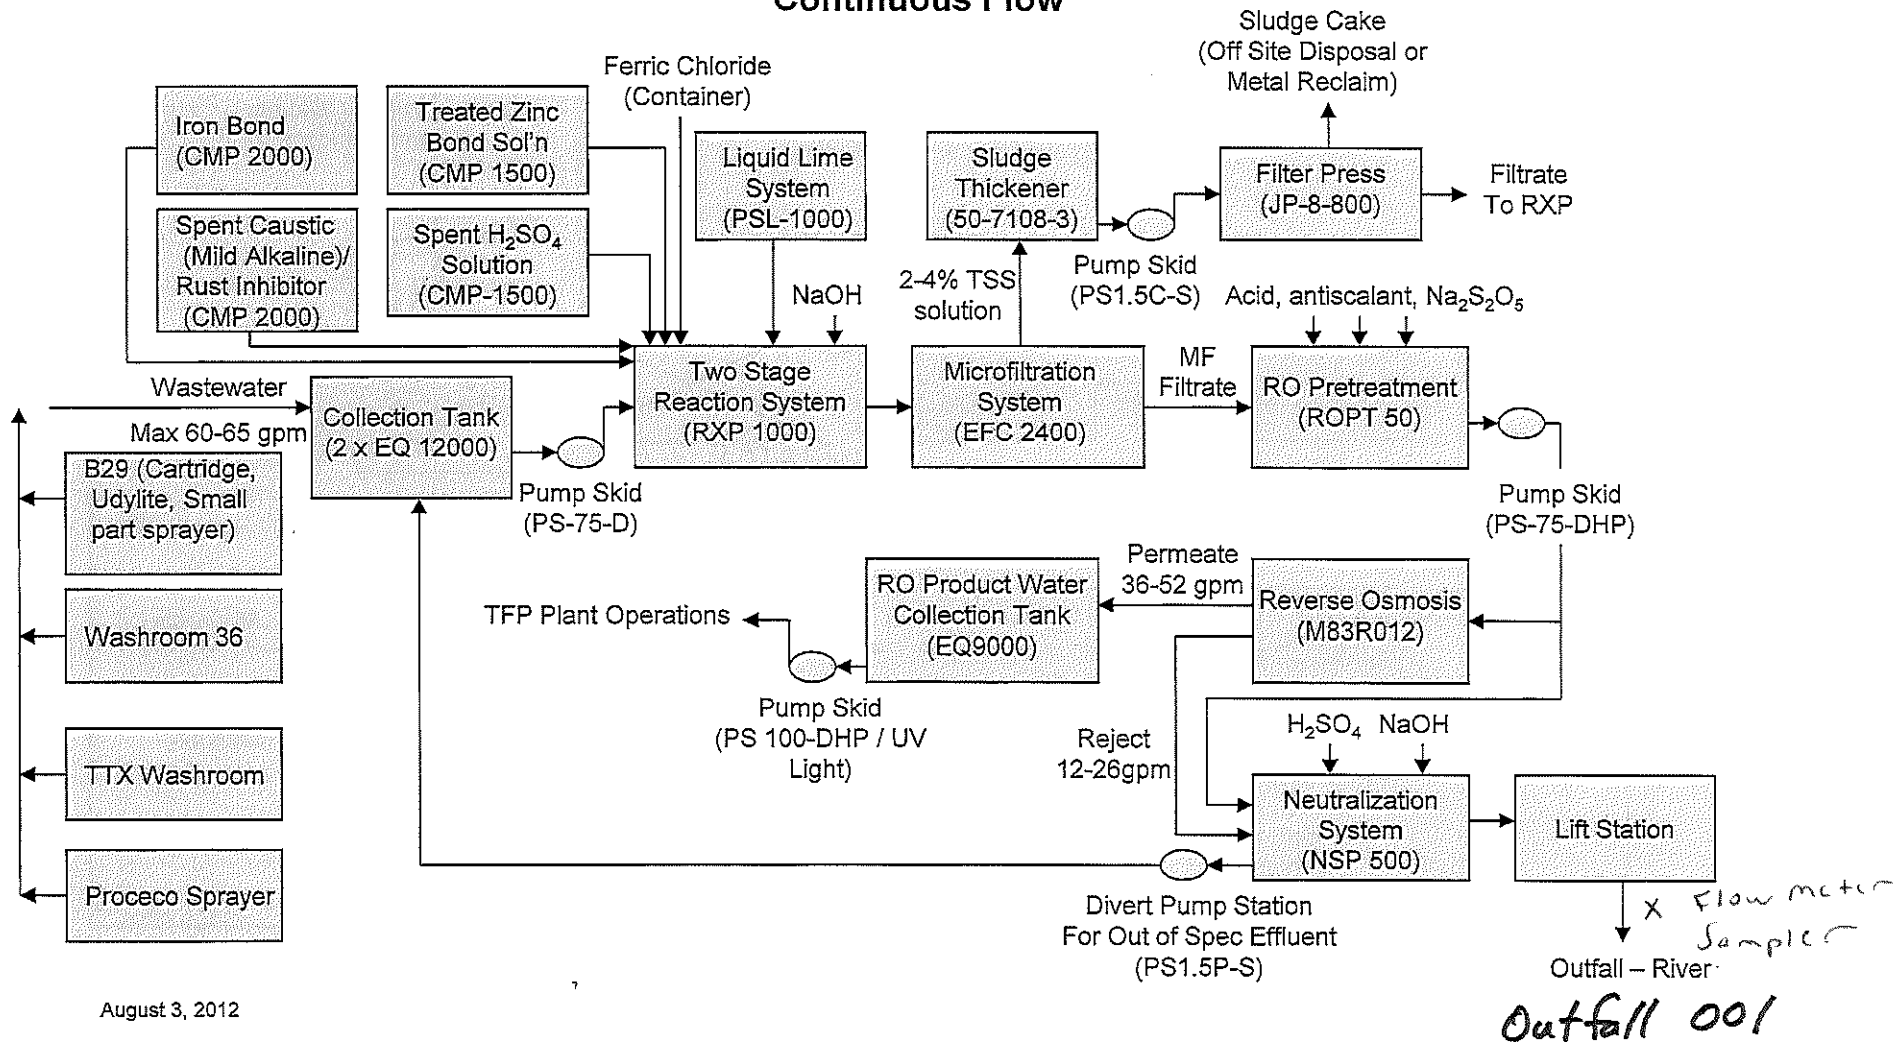 Continuous Flow
Sludge Cake
(Off Site Disposal or
Metal Reclaim)
Ferric Chloride
(Container)
Iron Bond
(CMP 2000)
Treated Zinc
Bond Sol'n
(CMP 1500)
Liquid Lime
System
(PSL-1000)
Sludge
Thickener
(50-7108-3)
Filter Press
(JP-8-800)
Filtrate
To RXP
Spent Caustic
(Mild Alkaline)/
Rust Inhibitor
(CMP 2000)
Spent H₂SO₄
Solution
(CMP-1500)
NaOH
2-4% TSS
solution
Pump Skid
(PS1.5C-S)
Acid, antiscalant, Na₂S₂O₅
Wastewater
Max 60-65 gpm
Collection Tank
(2 x EQ 12000)
Pump Skid
(PS-75-D)
Two Stage
Reaction System
(RXP 1000)
Microfiltration
System
(EFC 2400)
MF
Filtrate
RO Pretreatment
(ROPT 50)
Pump Skid
(PS-75-DHP)
B29 (Cartridge,
Udylite, Small
part sprayer)
Washroom 36
TTX Washroom
Proceco Sprayer
TFP Plant Operations
Pump Skid
(PS 100-DHP / UV
Light)
RO Product Water
Collection Tank
(EQ9000)
Permeate
36-52 gpm
Reverse Osmosis
(M83R012)
Reject
12-26gpm
H₂SO₄ NaOH
Neutralization
System
(NSP 500)
Lift Station
Divert Pump Station
For Out of Spec Effluent
(PS1.5P-S)
X Flow meter
Sampler
Outfall – River
Outfall 001
August 3, 2012